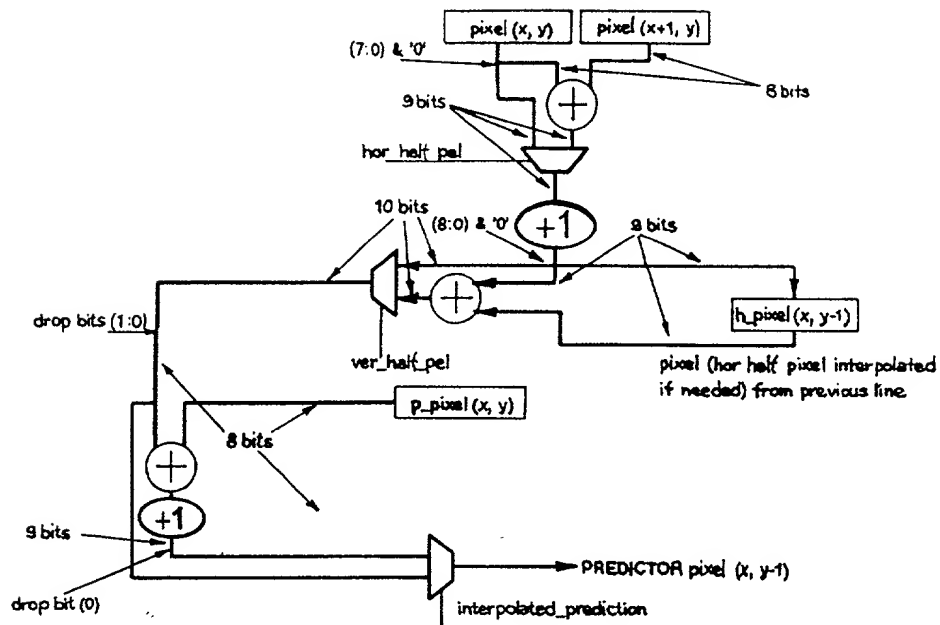 pixel (x, y)
pixel (x+1, y)
(7:0) & '0'
8 bits
9 bits
+
hor_half_pel
10 bits
(8:0) & '0'
+1
9 bits
+
h_pixel (x, y-1)
drop bits (1:0)
ver_half_pel
pixel (hor half pixel interpolated
if needed) from previous line
p_pixel (x, y)
8 bits
+
+1
9 bits
PREDICTOR pixel (x, y-1)
drop bit (0)
interpolated_prediction